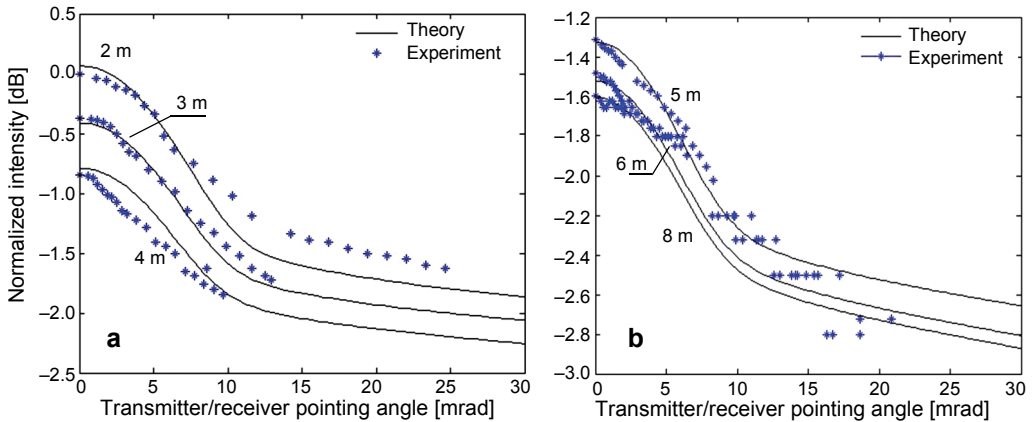 0.5
0.0
–0.5
–1.0
–1.5
–2.0
–2.5
Normalized intensity [dB]
Theory
Experiment
2 m
3 m
4 m
a
0 5 10 15 20 25 30
Transmitter/receiver pointing angle [mrad]
–1.2
–1.4
–1.6
–1.8
–2.0
–2.2
–2.4
–2.6
–2.8
–3.0
Theory
Experiment
5 m
6 m
8 m
b
0 5 10 15 20 25 30
Transmitter/receiver pointing angle [mrad]